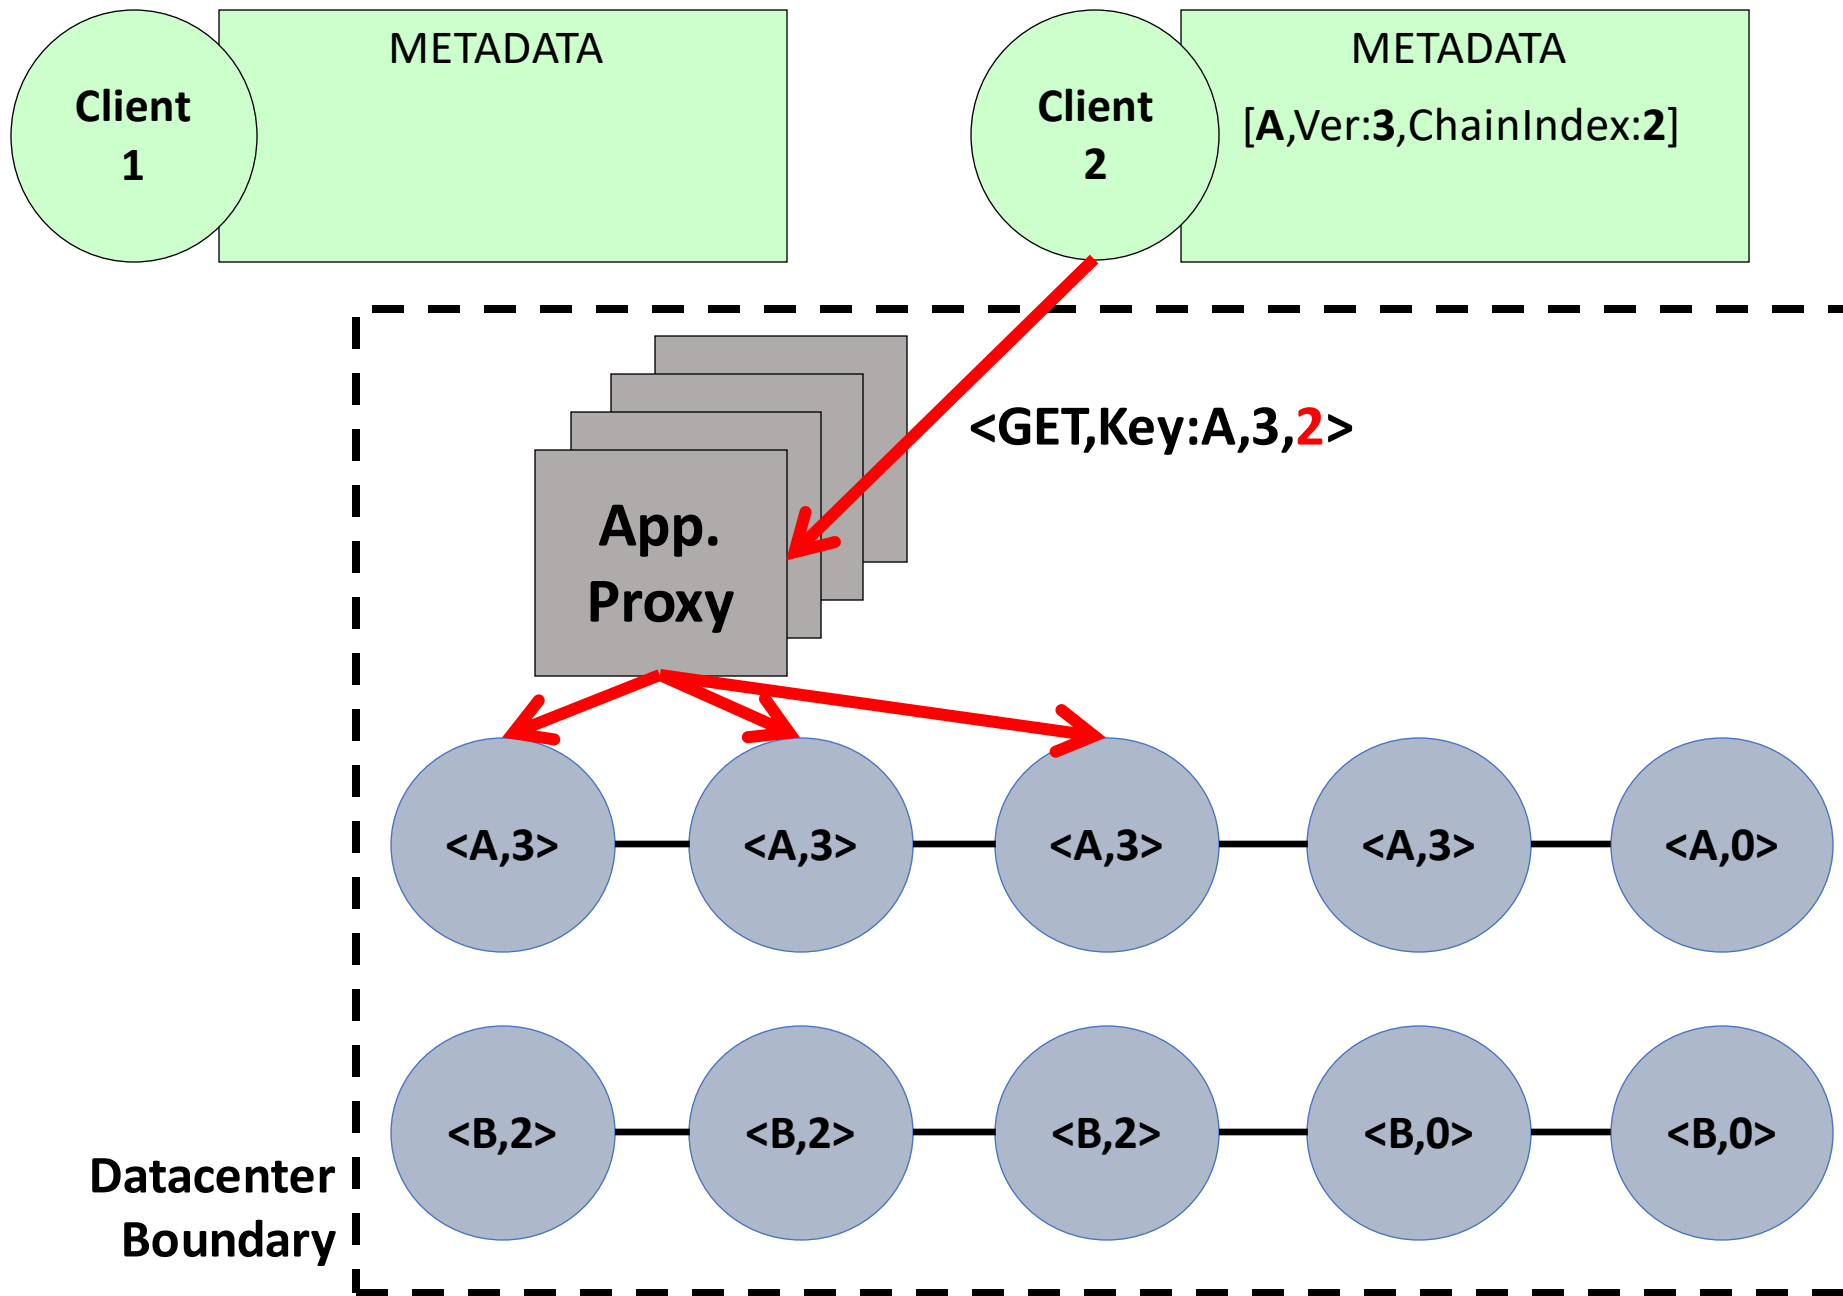 METADATA
Client
1
METADATA
Client
2
[A,Ver:3,ChainIndex:2]
<GET,Key:A,3,2>
App.
Proxy
<A,3>
<A,3>
<A,3>
<A,3>
<A,0>
<B,2>
<B,2>
<B,2>
<B,0>
<B,0>
Datacenter
Boundary